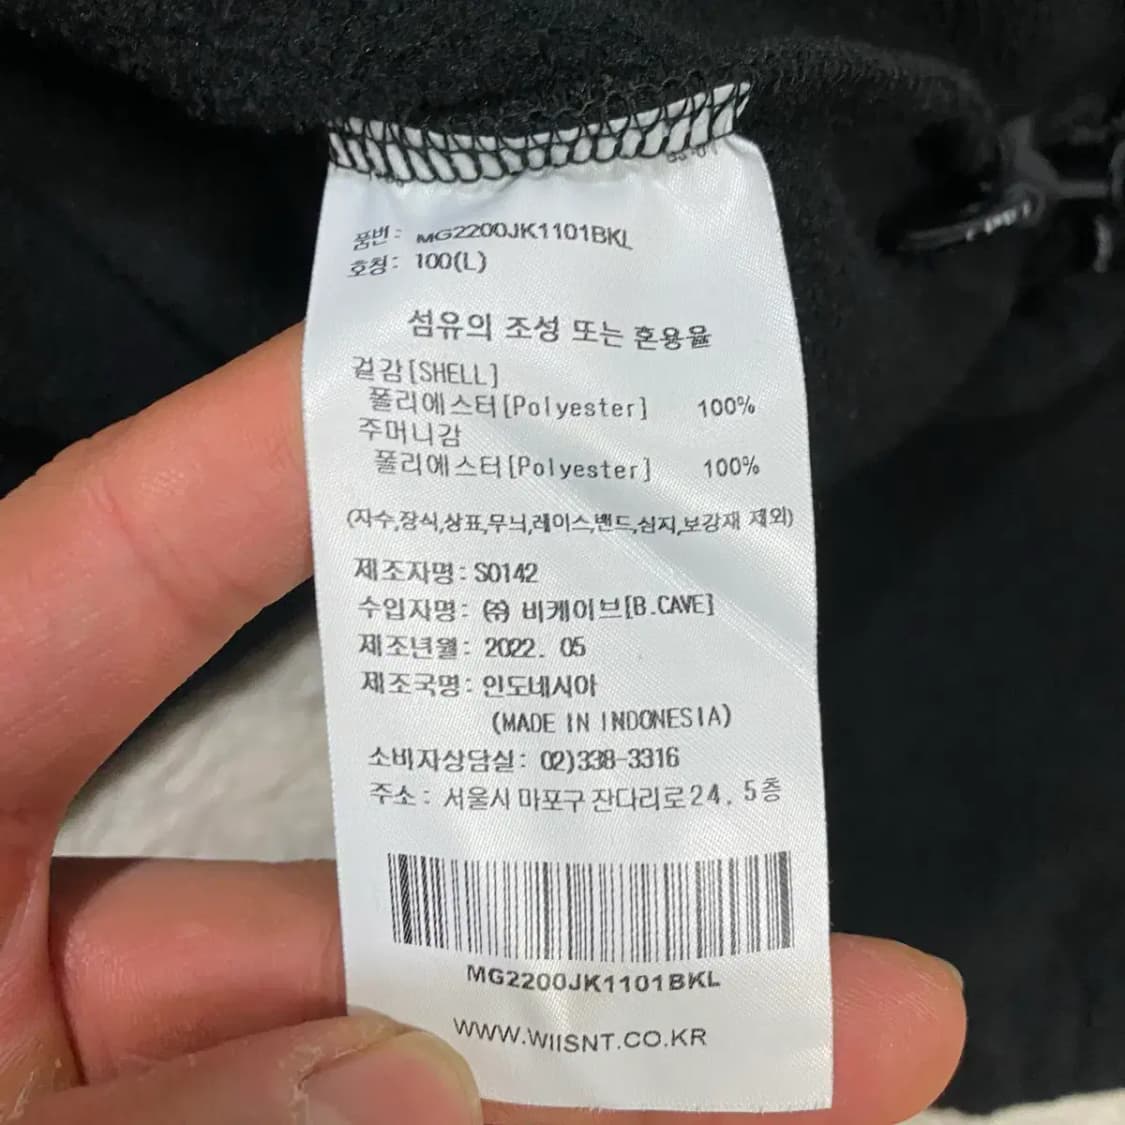 품번: MG2200JK1101BKL
호칭: 100(L)
섬유의 조성 또는 혼용율
겉감[SHELL]
폴리에스터[Polyester] 100%
주머니감
폴리에스터[Polyester] 100%
(자수,장식,상표,무늬,레이스,밴드,심지,보강재 제외)
제조자명: S0142
수입자명: ㈜ 비케이브[B.CAVE]
제조년월: 2022. 05
제조국명: 인도네시아
(MADE IN INDONESIA)
소비자상담실: 02)338-3316
주소: 서울시 마포구 잔다리로24, 5층
MG2200JK1101BKL
WWW.WIISNT.CO.KR